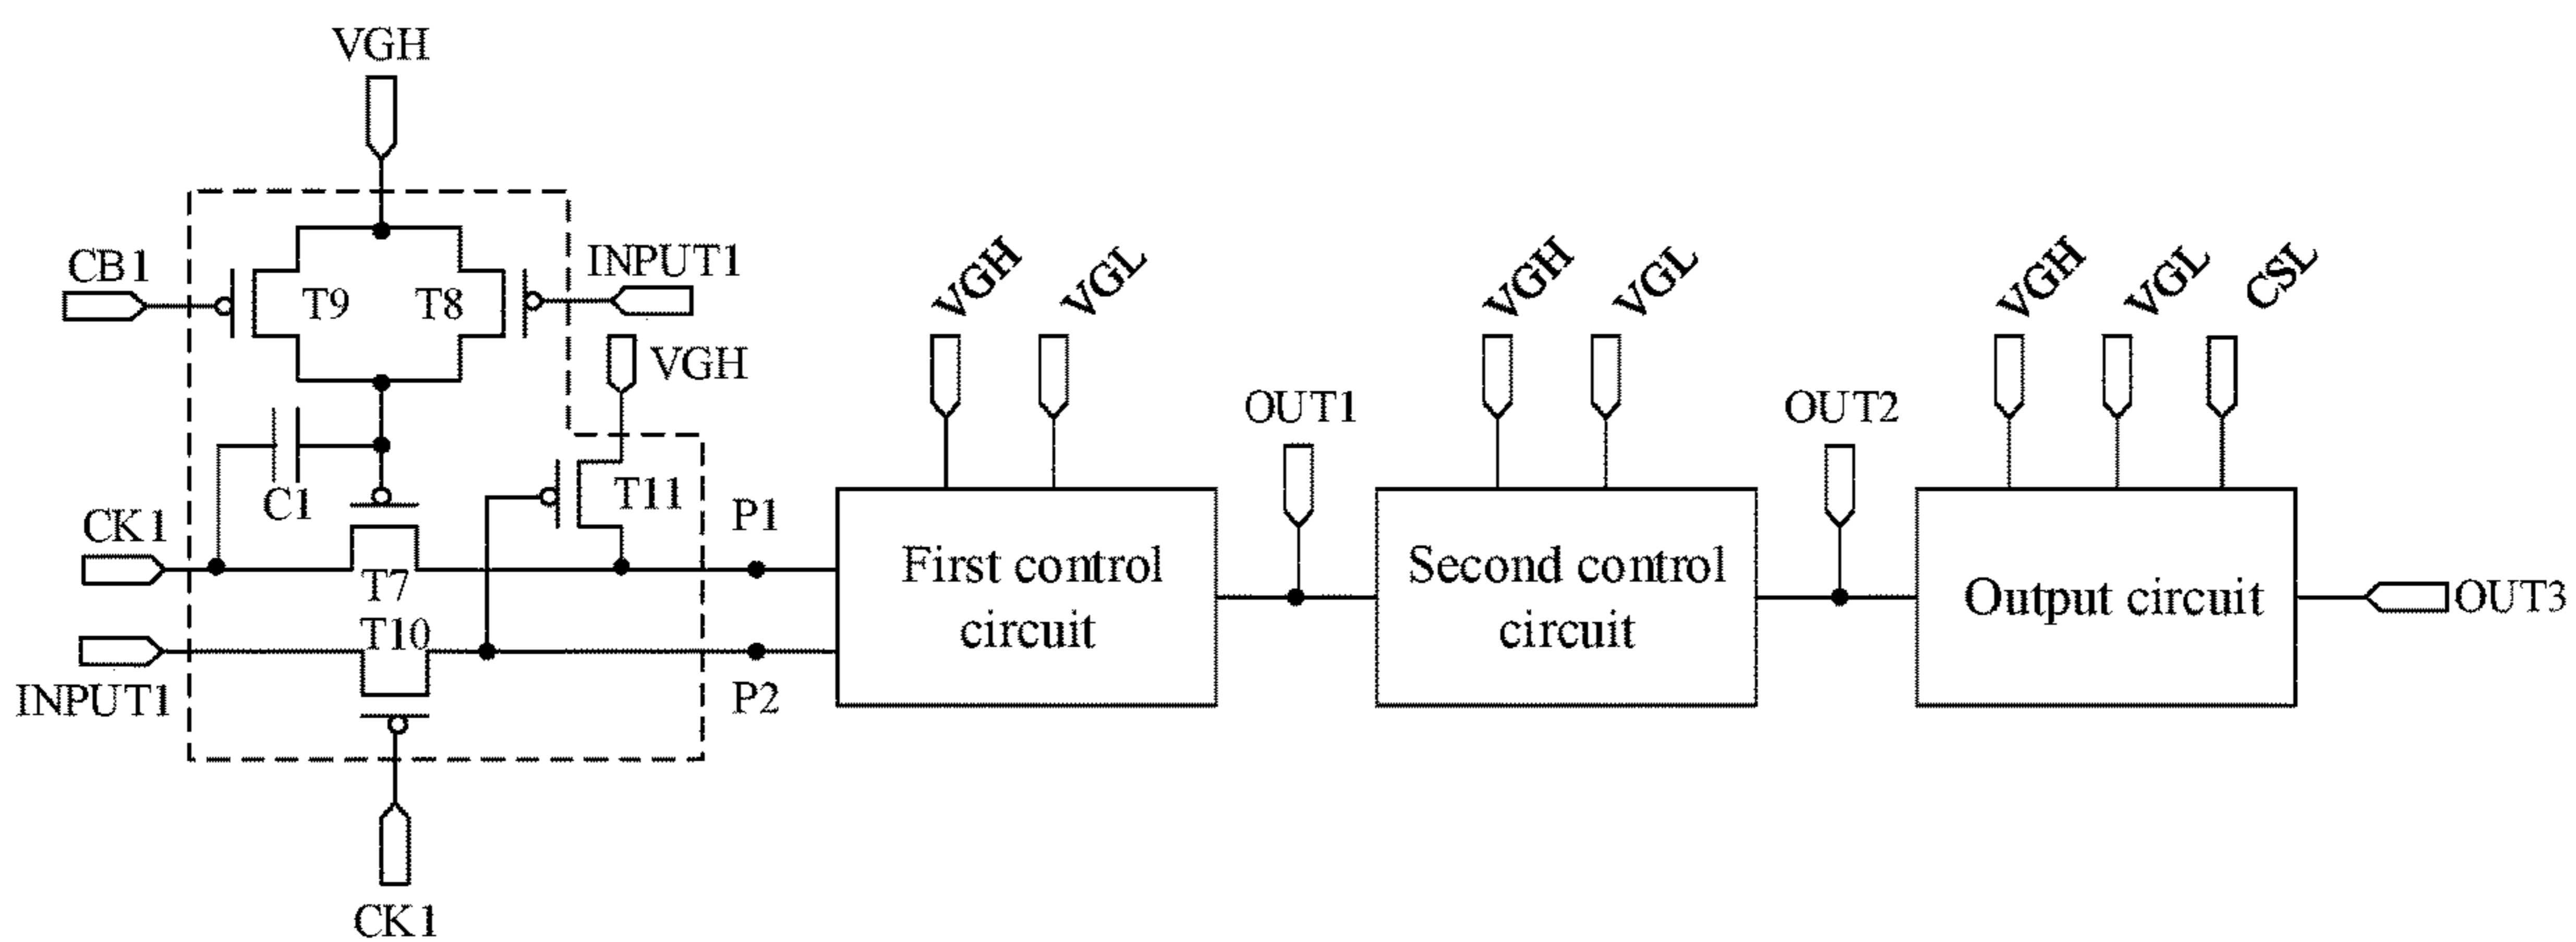 VGH
CB1
T9
T8
INPUT1
VGH
VGH
VGL
VGH
VGL
VGH
VGL
CSL
OUT1
OUT2
C1
T11
CK1
P1
T7
First control
circuit
Second control
circuit
Output circuit
OUT3
T10
INPUT1
P2
CK1